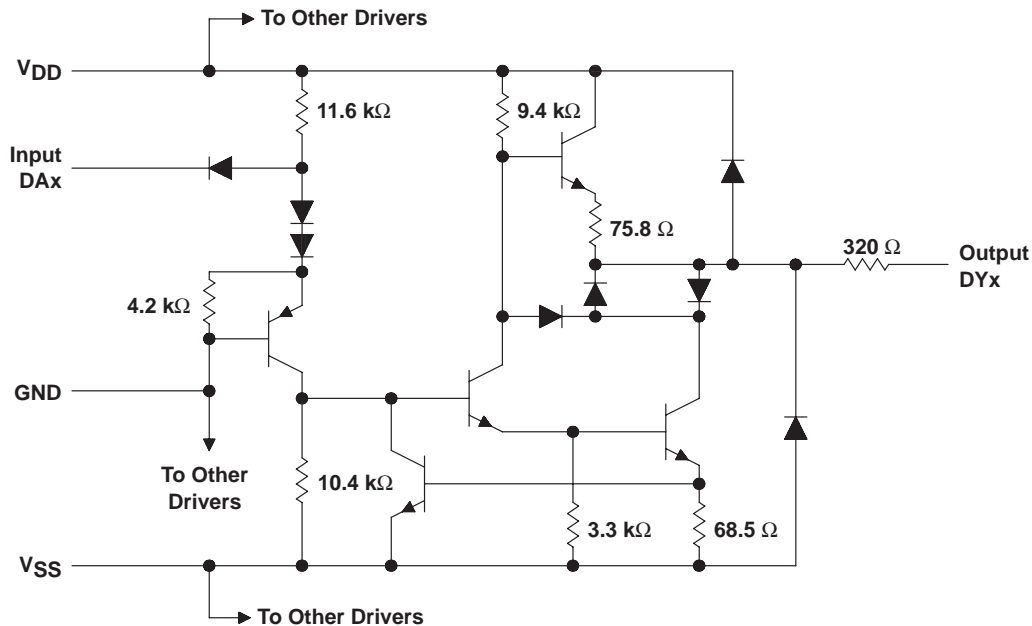 To Other Drivers
VDD
11.6 kΩ
9.4 kΩ
Input
DAx
75.8 Ω
320 Ω
Output
DYx
4.2 kΩ
GND
To Other
Drivers
10.4 kΩ
3.3 kΩ
68.5 Ω
VSS
To Other Drivers